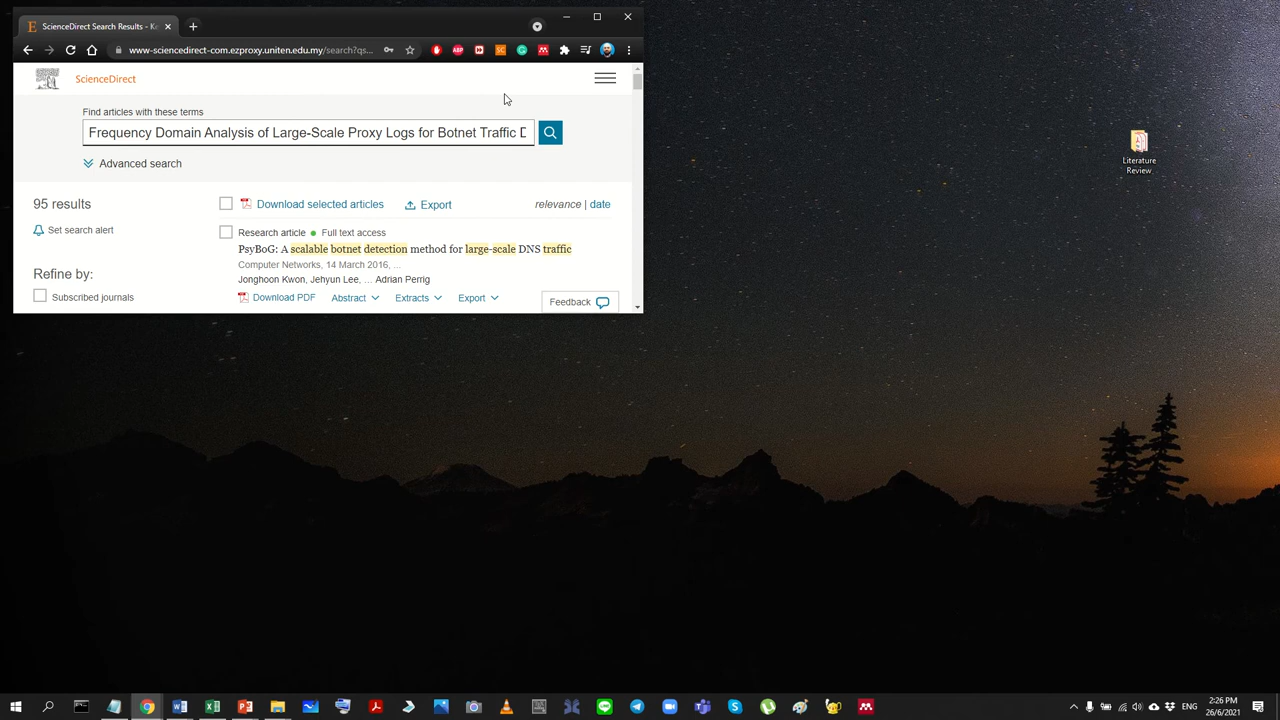 ScienceDirect Search Results - Ke
www-sciencedirect-com.ezproxy.uniten.edu.my/search?qs...
ABP
SC
ScienceDirect
Find articles with these terms
Frequency Domain Analysis of Large-Scale Proxy Logs for Botnet Traffic D
Advanced search
95 results
Download selected articles
Export
relevance | date
Set search alert
Research article
Full text access
PsyBoG: A scalable botnet detection method for large-scale DNS traffic
Computer Networks, 14 March 2016, ...
Jonghoon Kwon, Jehyun Lee, ... Adrian Perrig
Refine by:
Subscribed journals
Download PDF
Abstract
Extracts
Export
Feedback
Literature
Review
LINE
ENG
2:26 PM
26/6/2021